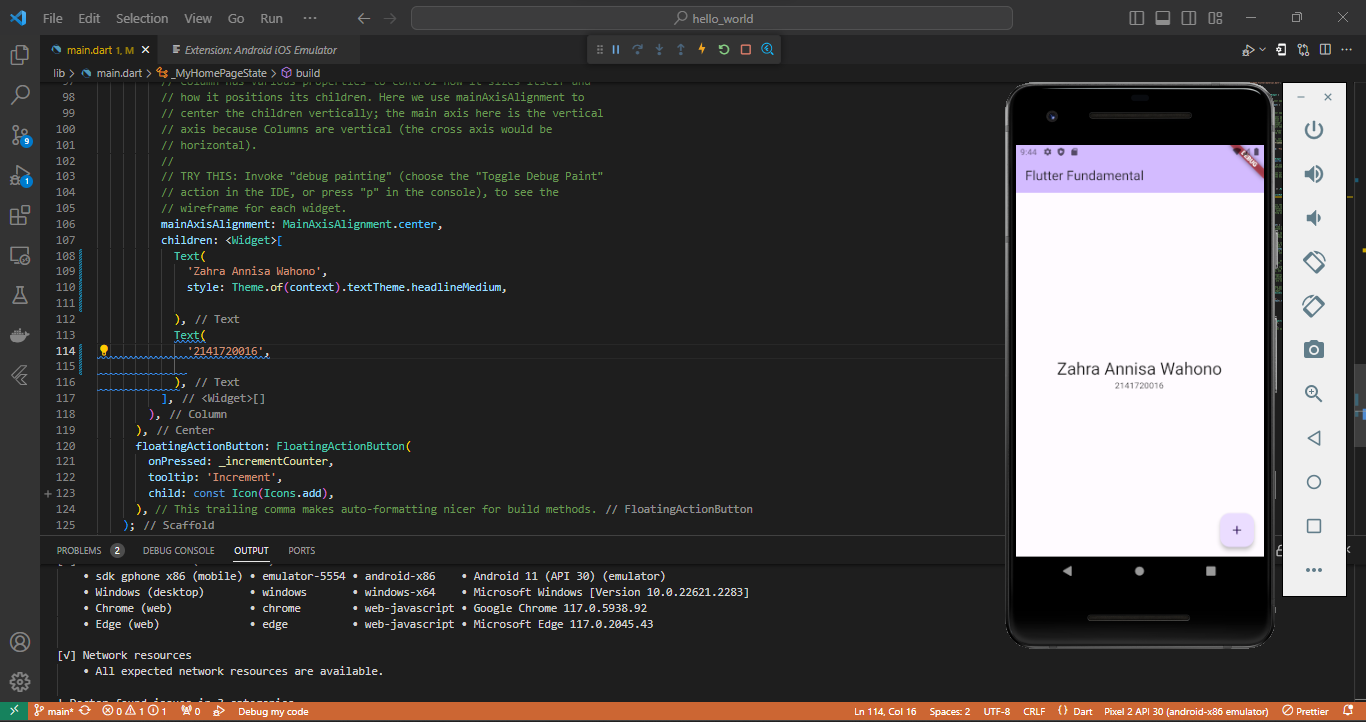 File Edit Selection View Go Run ···
hello_world
main.dart 1, M
Extension: Android iOS Emulator
lib > main.dart > _MyHomePageState > build
97 // Column has various properties to control how it sizes itself and
98 // how it positions its children. Here we use mainAxisAlignment to
99 // center the children vertically; the main axis here is the vertical
100 // axis because Columns are vertical (the cross axis would be
101 // horizontal).
102 //
103 // TRY THIS: Invoke "debug painting" (choose the "Toggle Debug Paint"
104 // action in the IDE, or press "p" in the console), to see the
105 // wireframe for each widget.
106 mainAxisAlignment: MainAxisAlignment.center,
107 children: <Widget>[
108 Text(
109 'Zahra Annisa Wahono',
110 style: Theme.of(context).textTheme.headlineMedium,
111
112 ), // Text
113 Text(
114 '2141720016',
115
116 ), // Text
117 ], // <Widget>[]
118 ), // Column
119 ), // Center
120 floatingActionButton: FloatingActionButton(
121 onPressed: _incrementCounter,
122 tooltip: 'Increment',
123 child: const Icon(Icons.add),
124 ), // This trailing comma makes auto-formatting nicer for build methods. // FloatingActionButton
125 ); // Scaffold
9:44
DEBUG
Flutter Fundamental
Zahra Annisa Wahono
2141720016
+
PROBLEMS 2 DEBUG CONSOLE OUTPUT PORTS
• sdk gphone x86 (mobile) • emulator-5554 • android-x86 • Android 11 (API 30) (emulator)
• Windows (desktop) • windows • windows-x64 • Microsoft Windows [Version 10.0.22621.2283]
• Chrome (web) • chrome • web-javascript • Google Chrome 117.0.5938.92
• Edge (web) • edge • web-javascript • Microsoft Edge 117.0.2045.43
[√] Network resources
• All expected network resources are available.
! Doctor found issues in 2 categories.
9
1
main* 0 1 1 0 Debug my code Ln 114, Col 16 Spaces: 2 UTF-8 CRLF {} Dart Pixel 2 API 30 (android-x86 emulator) Prettier